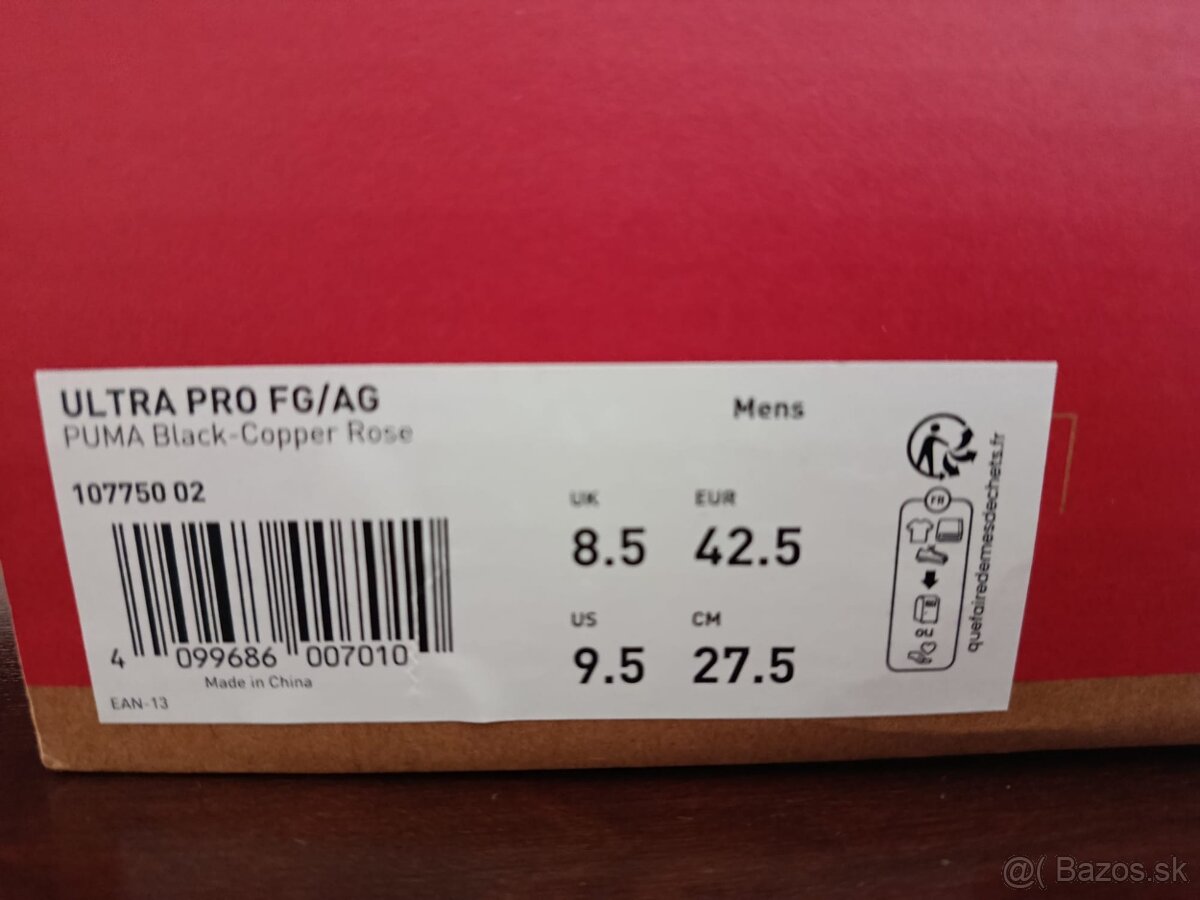 ULTRA PRO FG/AG
PUMA Black-Copper Rose
Mens
107750 02
UK EUR
8.5 42.5
US CM
9.5 27.5
4 099686 007010
Made in China
EAN-13
FR
quefairedemesdechets.fr
@( Bazos.sk